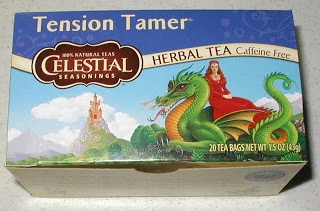 Tension Tamer®
100% NATURAL TEAS
CELESTIAL
SEASONINGS
HERBAL TEA Caffeine Free
20 TEA BAGS NET WT 1.5 OZ (43g)